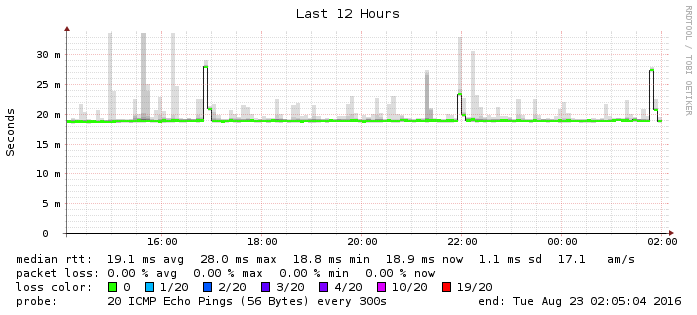 Last 12 Hours
RRDTOOL / TOBI OETIKER
Seconds
30 m
25 m
20 m
15 m
10 m
5 m
0
16:00 18:00 20:00 22:00 00:00 02:00
median rtt: 19.1 ms avg 28.0 ms max 18.8 ms min 18.9 ms now 1.1 ms sd 17.1 am/s
packet loss: 0.00 % avg 0.00 % max 0.00 % min 0.00 % now
loss color: 0 1/20 2/20 3/20 4/20 10/20 19/20
probe: 20 ICMP Echo Pings (56 Bytes) every 300s end: Tue Aug 23 02:05:04 2016